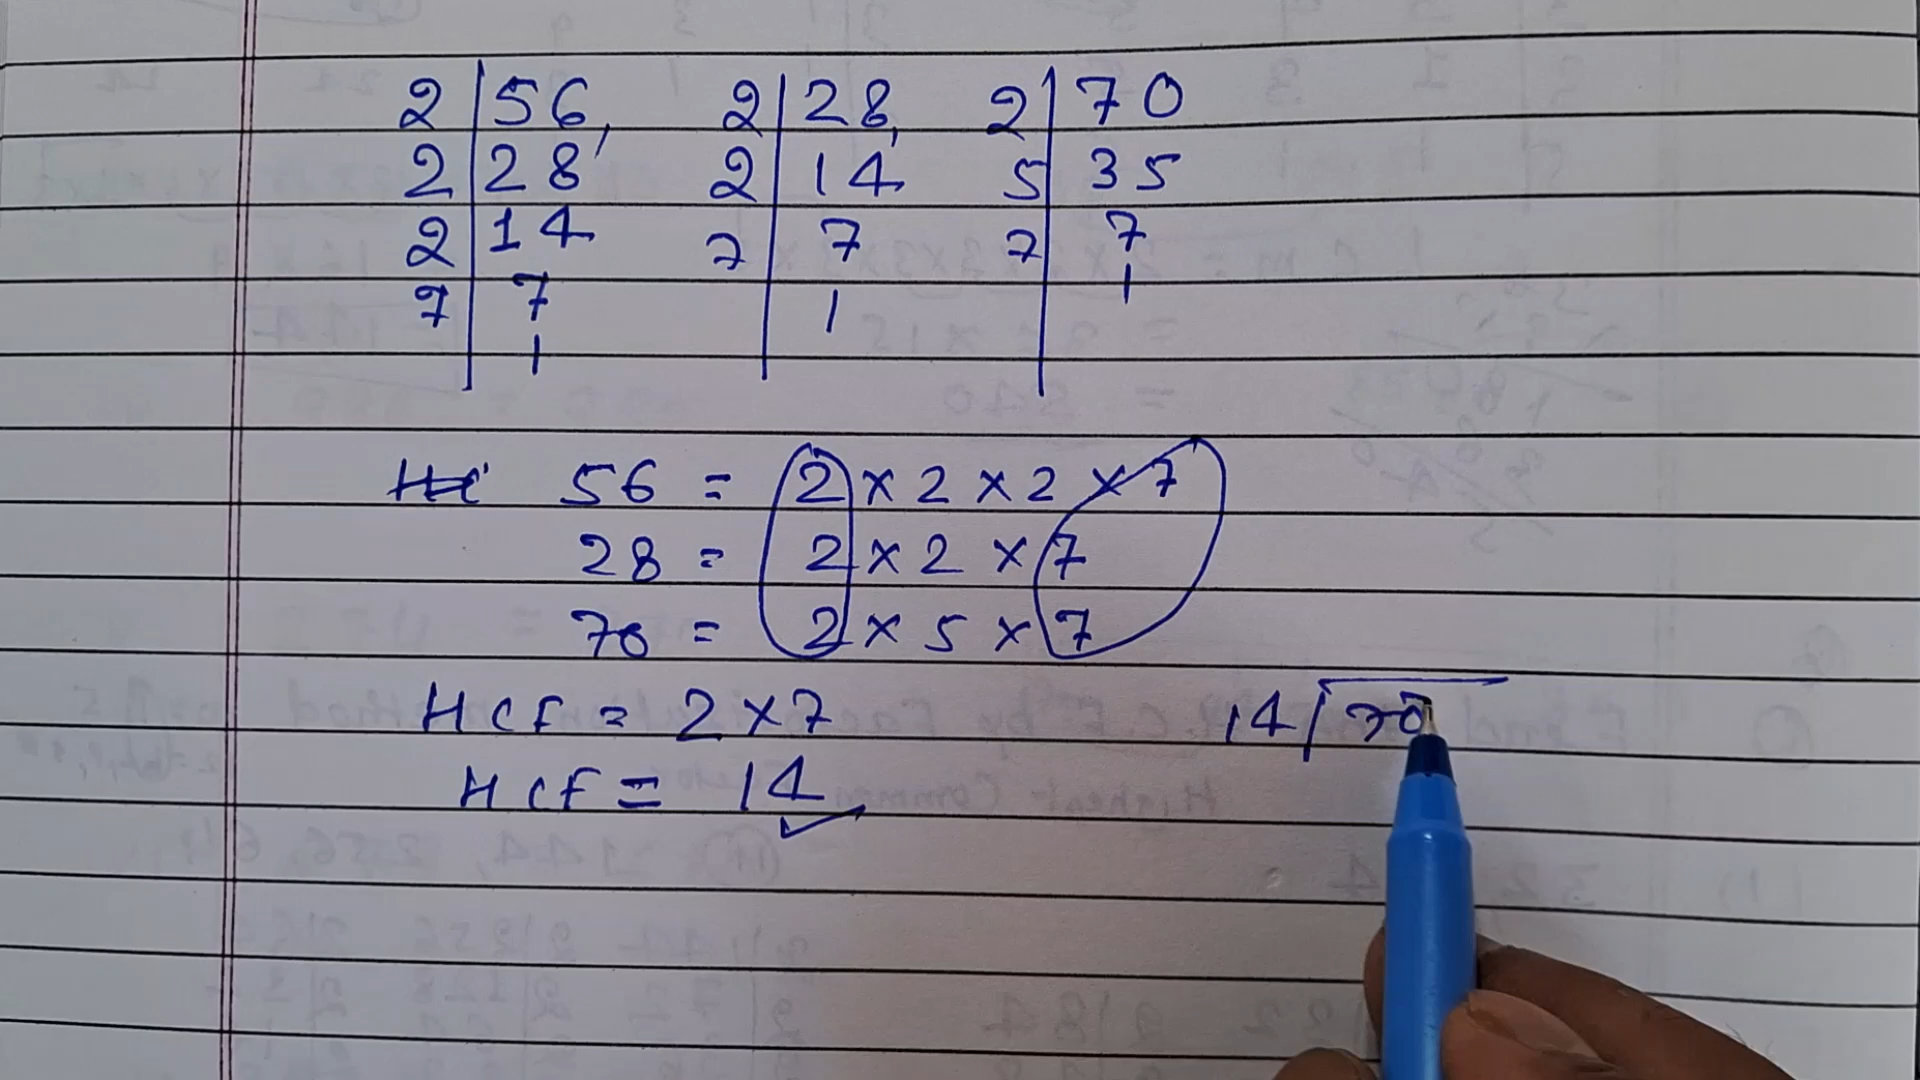 2 | 56, 2 | 28, 2 | 70
2 | 28 2 | 14 5 | 35
2 | 14 7 | 7 7 | 7
7 | 7 1 1
1
56 = 2 × 2 × 2 × 7
28 = 2 × 2 × 7
70 = 2 × 5 × 7
HCF = 2 × 7 14 | 70
HCF = 14